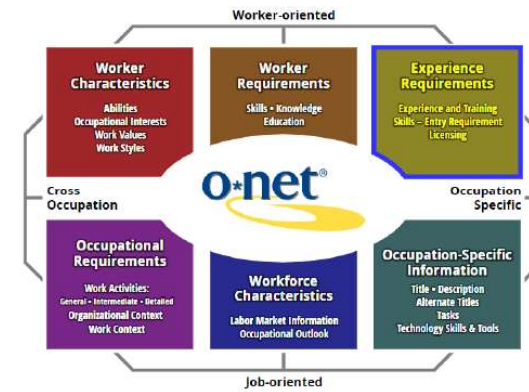 Worker-oriented
Worker
Characteristics
Abilities
Occupational Interests
Work Values
Work Styles
Worker
Requirements
Skills • Knowledge
Education
Experience
Requirements
Experience and Training
Skills – Entry Requirement
Licensing
o*net®
Cross
Occupation
Occupation
Specific
Occupational
Requirements
Work Activities:
General • Intermediate • Detailed
Organizational Context
Work Context
Workforce
Characteristics
Labor Market Information
Occupational Outlook
Occupation-Specific
Information
Title • Description
Alternate Titles
Tasks
Technology Skills & Tools
Job-oriented